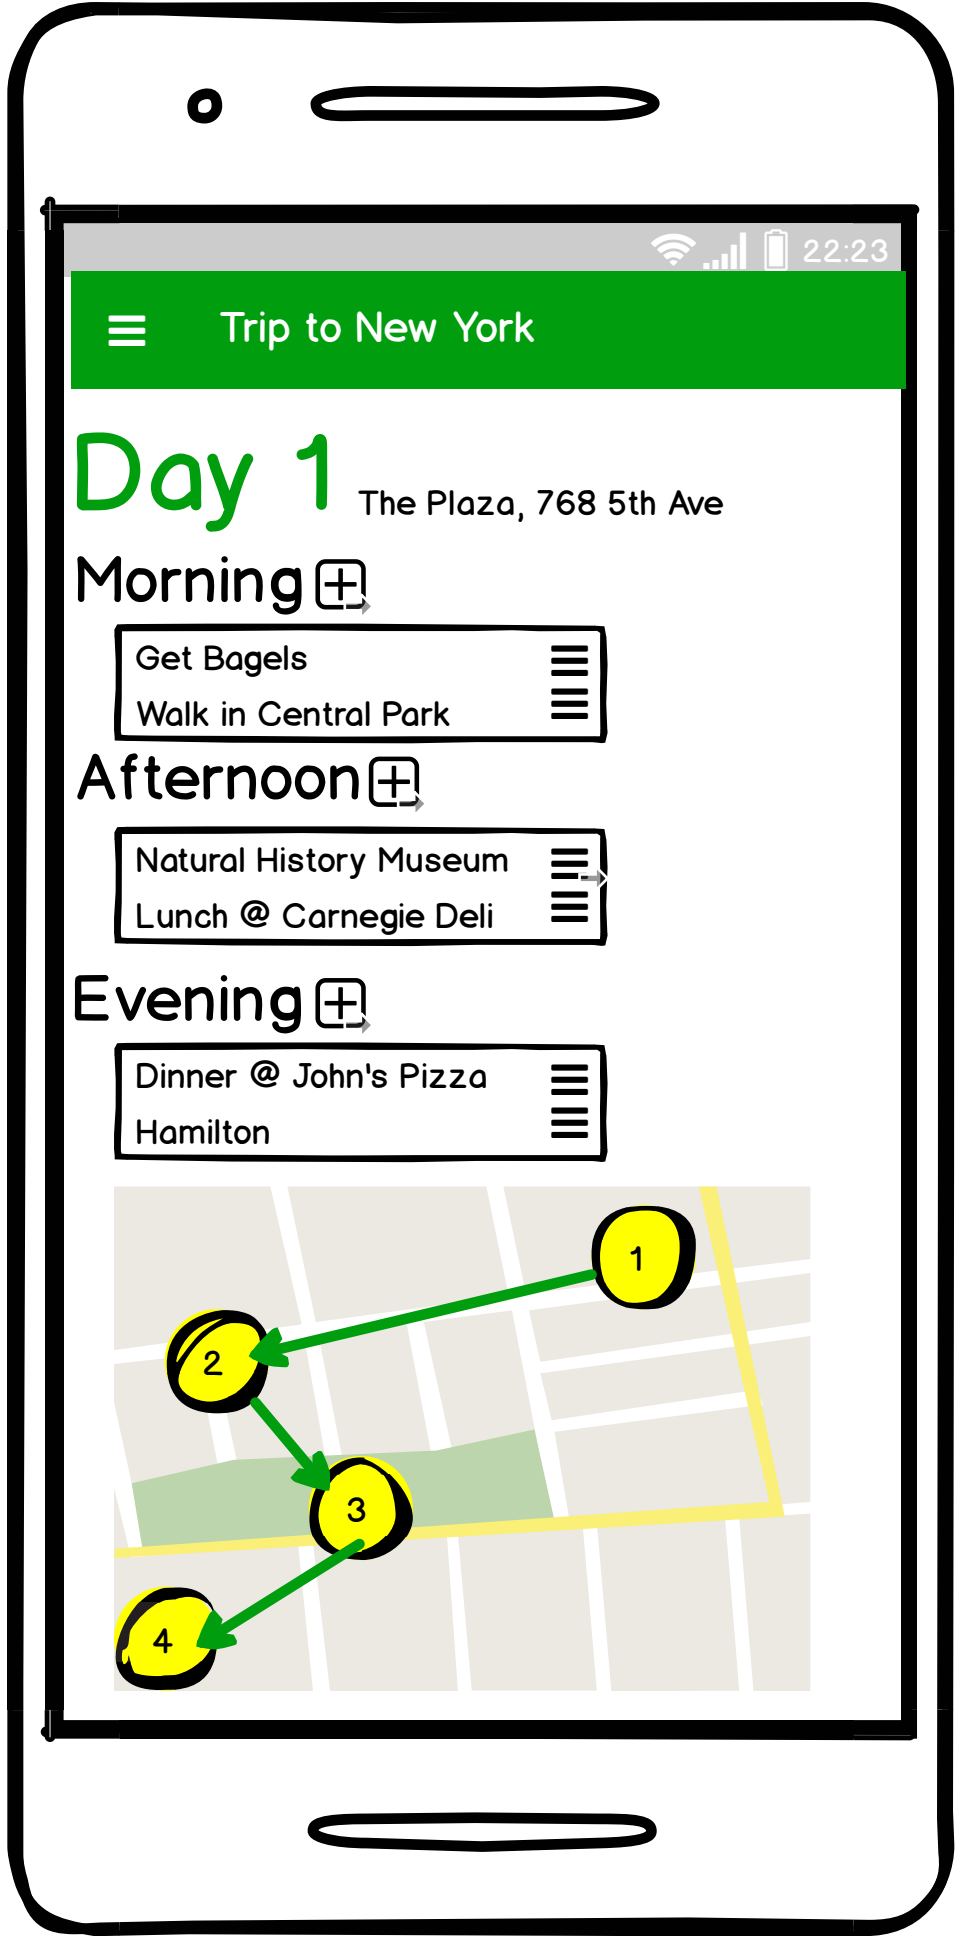 22:23
Trip to New York
Day 1 The Plaza, 768 5th Ave
Morning
Get Bagels
Walk in Central Park
Afternoon
Natural History Museum
Lunch @ Carnegie Deli
Evening
Dinner @ John's Pizza
Hamilton
1
2
3
4